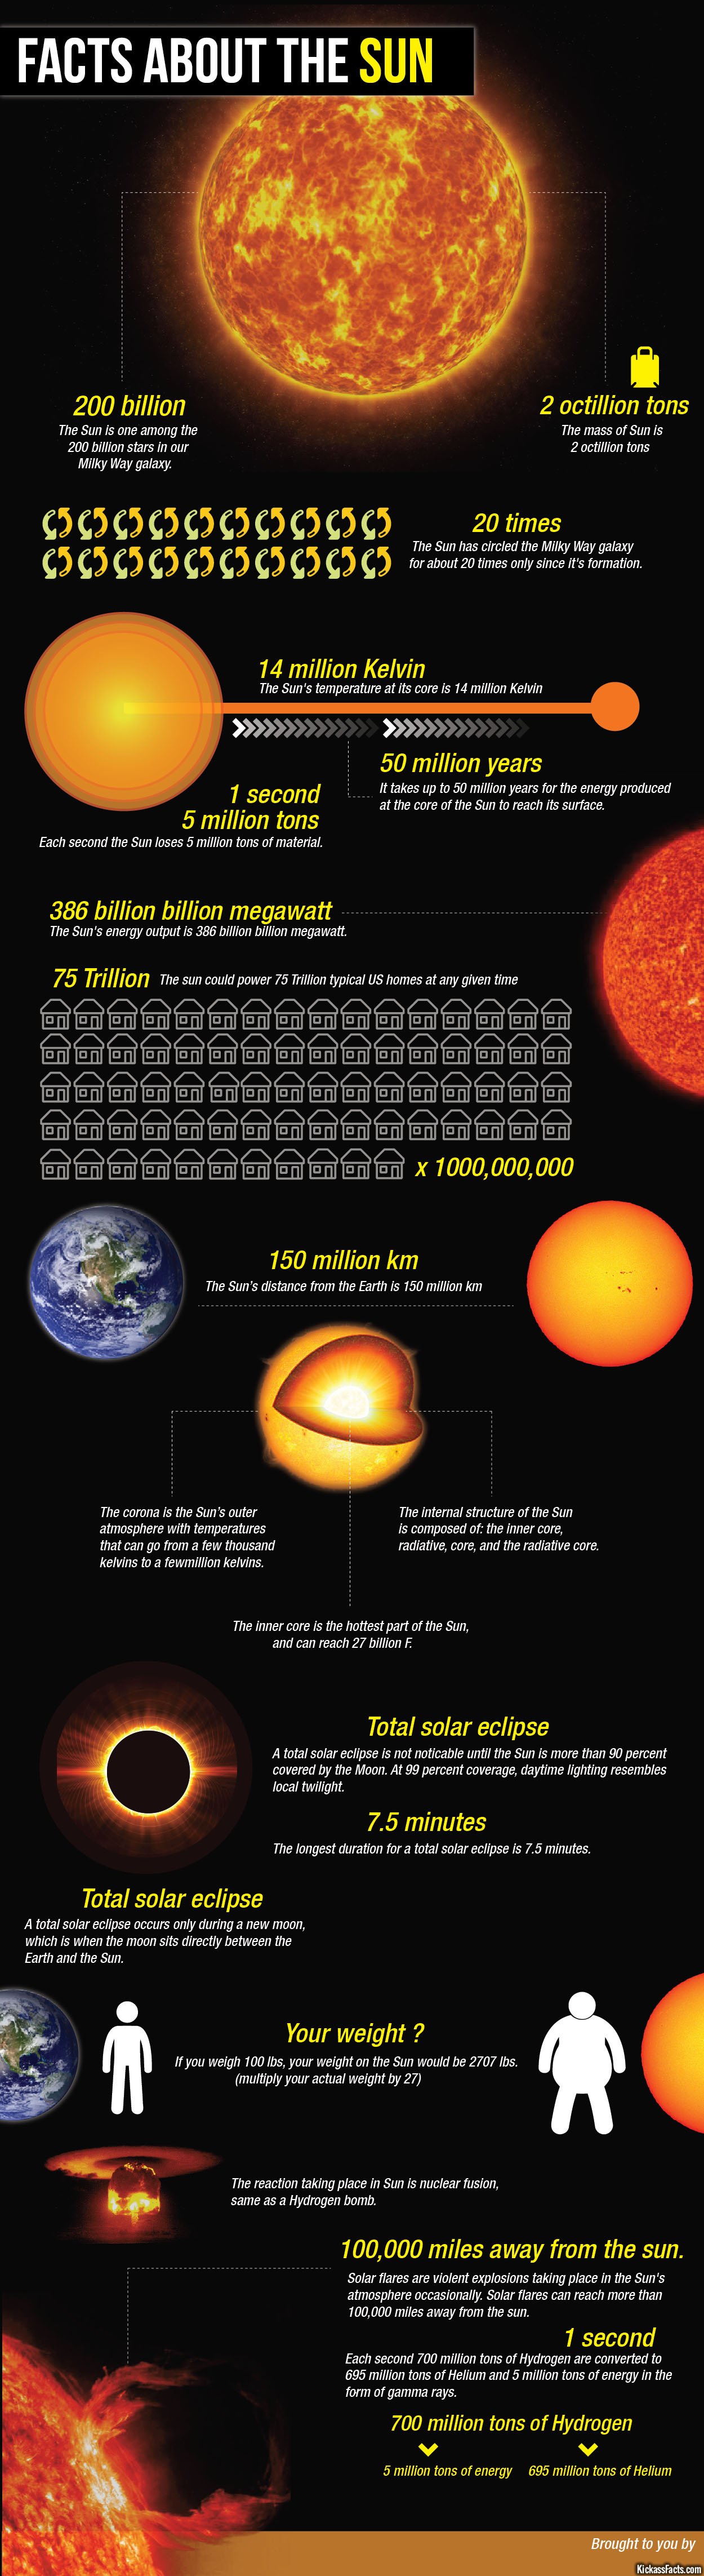 FACTS ABOUT THE SUN
200 billion
The Sun is one among the
200 billion stars in our
Milky Way galaxy.
2 octillion tons
The mass of Sun is
2 octillion tons
20 times
The Sun has circled the Milky Way galaxy
for about 20 times only since it's formation.
14 million Kelvin
The Sun's temperature at its core is 14 million Kelvin
50 million years
It takes up to 50 million years for the energy produced
at the core of the Sun to reach its surface.
1 second
5 million tons
Each second the Sun loses 5 million tons of material.
386 billion billion megawatt
The Sun's energy output is 386 billion billion megawatt.
75 Trillion The sun could power 75 Trillion typical US homes at any given time
x 1000,000,000
150 million km
The Sun's distance from the Earth is 150 million km
The corona is the Sun's outer
atmosphere with temperatures
that can go from a few thousand
kelvins to a fewmillion kelvins.
The internal structure of the Sun
is composed of: the inner core,
radiative, core, and the radiative core.
The inner core is the hottest part of the Sun,
and can reach 27 billion F.
Total solar eclipse
A total solar eclipse is not noticable until the Sun is more than 90 percent
covered by the Moon. At 99 percent coverage, daytime lighting resembles
local twilight.
7.5 minutes
The longest duration for a total solar eclipse is 7.5 minutes.
Total solar eclipse
A total solar eclipse occurs only during a new moon,
which is when the moon sits directly between the
Earth and the Sun.
Your weight ?
If you weigh 100 lbs, your weight on the Sun would be 2707 lbs.
(multiply your actual weight by 27)
The reaction taking place in Sun is nuclear fusion,
same as a Hydrogen bomb.
100,000 miles away from the sun.
Solar flares are violent explosions taking place in the Sun's
atmosphere occasionally. Solar flares can reach more than
100,000 miles away from the sun.
1 second
Each second 700 million tons of Hydrogen are converted to
695 million tons of Helium and 5 million tons of energy in the
form of gamma rays.
700 million tons of Hydrogen
5 million tons of energy
695 million tons of Helium
Brought to you by
KickassFacts.com